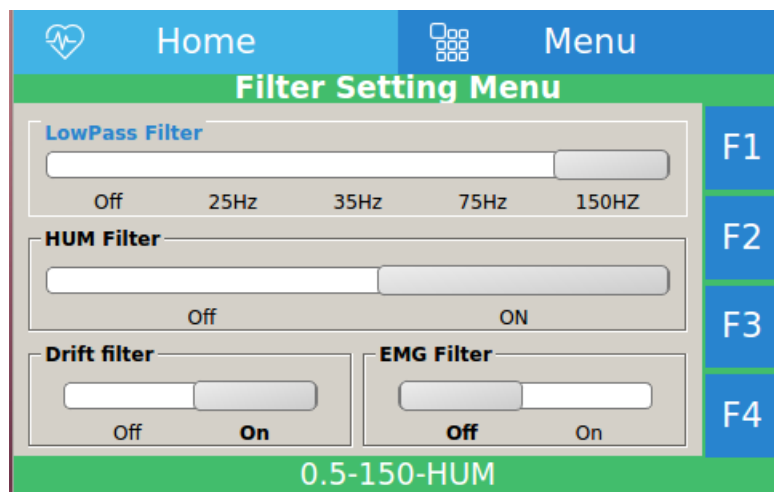 Home Menu
Filter Setting Menu
LowPass Filter
Off 25Hz 35Hz 75Hz 150HZ
F1
HUM Filter
Off ON
F2
Drift filter
Off On
EMG Filter
Off On
F3
F4
0.5-150-HUM